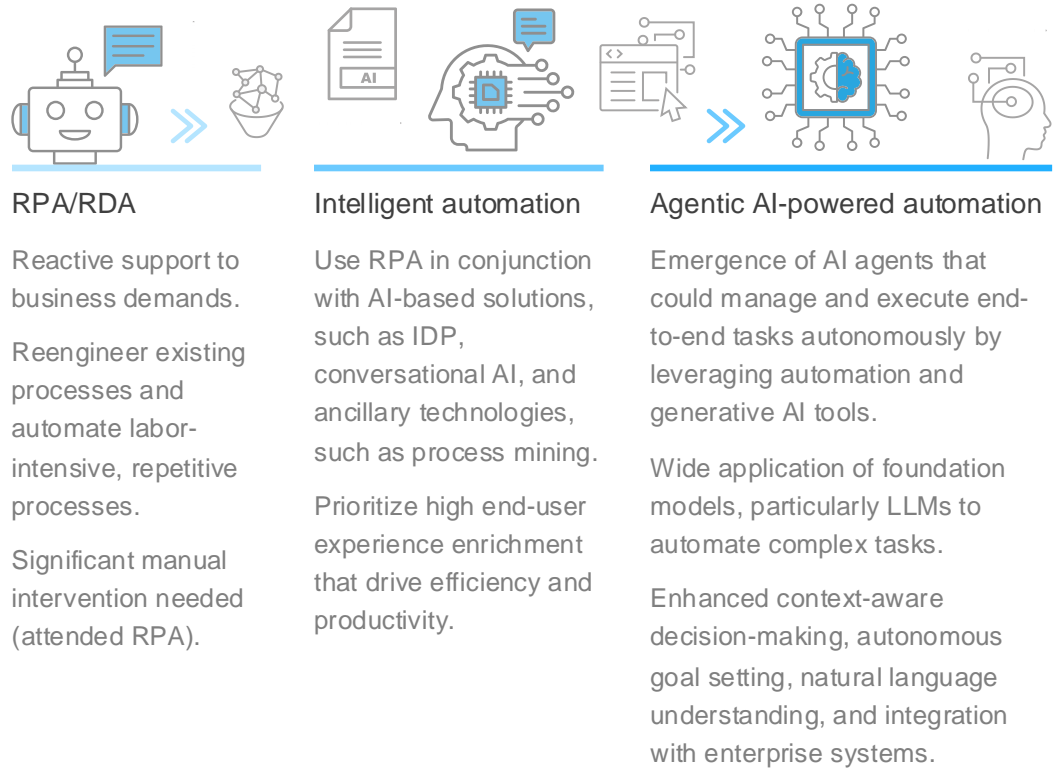 AI
RPA/RDA
Reactive support to
business demands.
Reengineer existing
processes and
automate labor-
intensive, repetitive
processes.
Significant manual
intervention needed
(attended RPA).
Intelligent automation
Use RPA in conjunction
with AI-based solutions,
such as IDP,
conversational AI, and
ancillary technologies,
such as process mining.
Prioritize high end-user
experience enrichment
that drive efficiency and
productivity.
Agentic AI-powered automation
Emergence of AI agents that
could manage and execute end-
to-end tasks autonomously by
leveraging automation and
generative AI tools.
Wide application of foundation
models, particularly LLMs to
automate complex tasks.
Enhanced context-aware
decision-making, autonomous
goal setting, natural language
understanding, and integration
with enterprise systems.